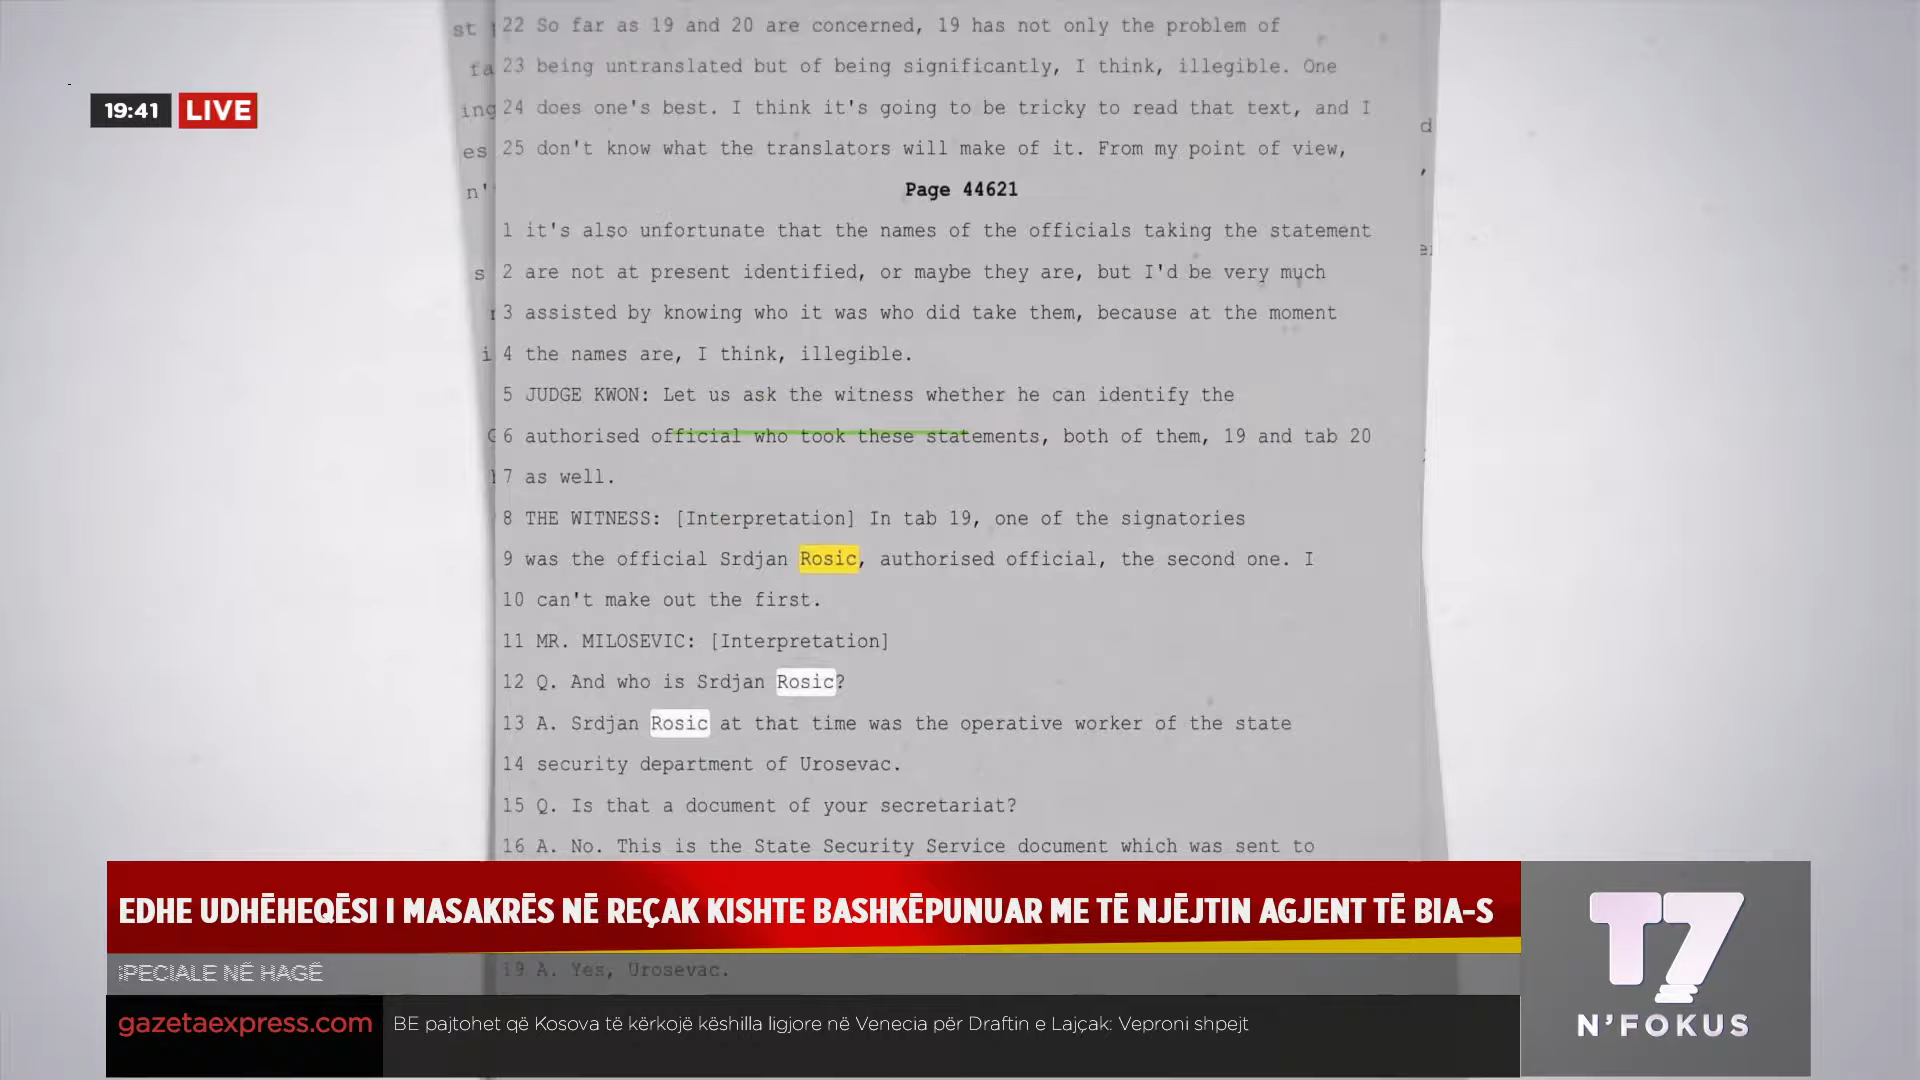 22 So far as 19 and 20 are concerned, 19 has not only the problem of
23 being untranslated but of being significantly, I think, illegible. One
24 does one's best. I think it's going to be tricky to read that text, and I
25 don't know what the translators will make of it. From my point of view,
Page 44621
1 it's also unfortunate that the names of the officials taking the statement
2 are not at present identified, or maybe they are, but I'd be very much
3 assisted by knowing who it was who did take them, because at the moment
4 the names are, I think, illegible.
5 JUDGE KWON: Let us ask the witness whether he can identify the
6 authorised official who took these statements, both of them, 19 and tab 20
7 as well.
8 THE WITNESS: [Interpretation] In tab 19, one of the signatories
9 was the official Srdjan Rosic, authorised official, the second one. I
10 can't make out the first.
11 MR. MILOSEVIC: [Interpretation]
12 Q. And who is Srdjan Rosic?
13 A. Srdjan Rosic at that time was the operative worker of the state
14 security department of Urosevac.
15 Q. Is that a document of your secretariat?
16 A. No. This is the State Security Service document which was sent to
19 A. Yes, Urosevac.
19:41 LIVE
EDHE UDHËHEQËSI I MASAKRËS NË REÇAK KISHTE BASHKËPUNUAR ME TË NJËJTIN AGJENT TË BIA-S
SPECIALE NË HAGË
gazetaexpress.com BE pajtohet që Kosova të kërkojë këshilla ligjore në Venecia për Draftin e Lajçak: Veproni shpejt
T7
N'FOKUS